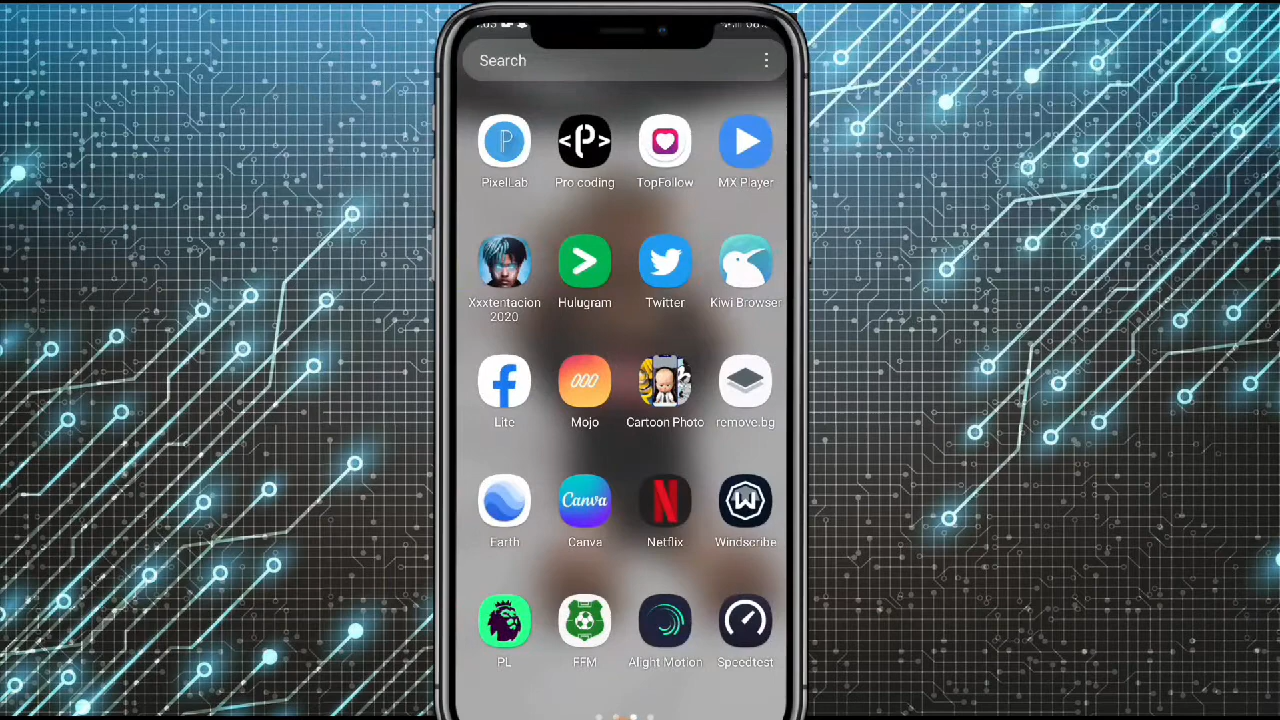 Search
PixelLab
Pro coding
TopFollow
MX Player
Xxxtentacion
2020
Hulugram
Twitter
Kiwi Browser
Lite
Mojo
Cartoon Photo
remove.bg
Earth
Canva
Canva
Netflix
Windscribe
PL
FFM
Alight Motion
Speedtest